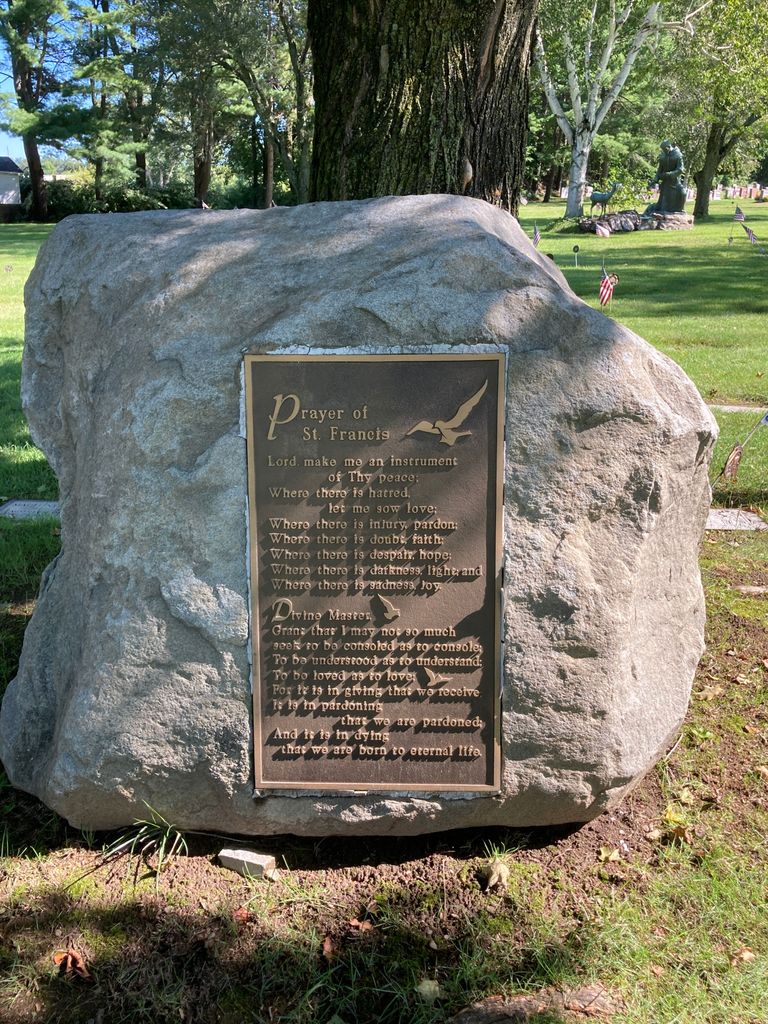 Prayer of
St. Francis
Lord, make me an instrument
of Thy peace;
Where there is hatred,
let me sow love;
Where there is injury, pardon;
Where there is doubt, faith;
Where there is despair, hope;
Where there is darkness, light; and
Where there is sadness, joy.
Divine Master,
Grant that I may not so much
seek to be consoled as to console;
To be understood as to understand;
To be loved as to love;
For it is in giving that we receive
It is in pardoning
that we are pardoned;
And it is in dying
that we are born to eternal life.